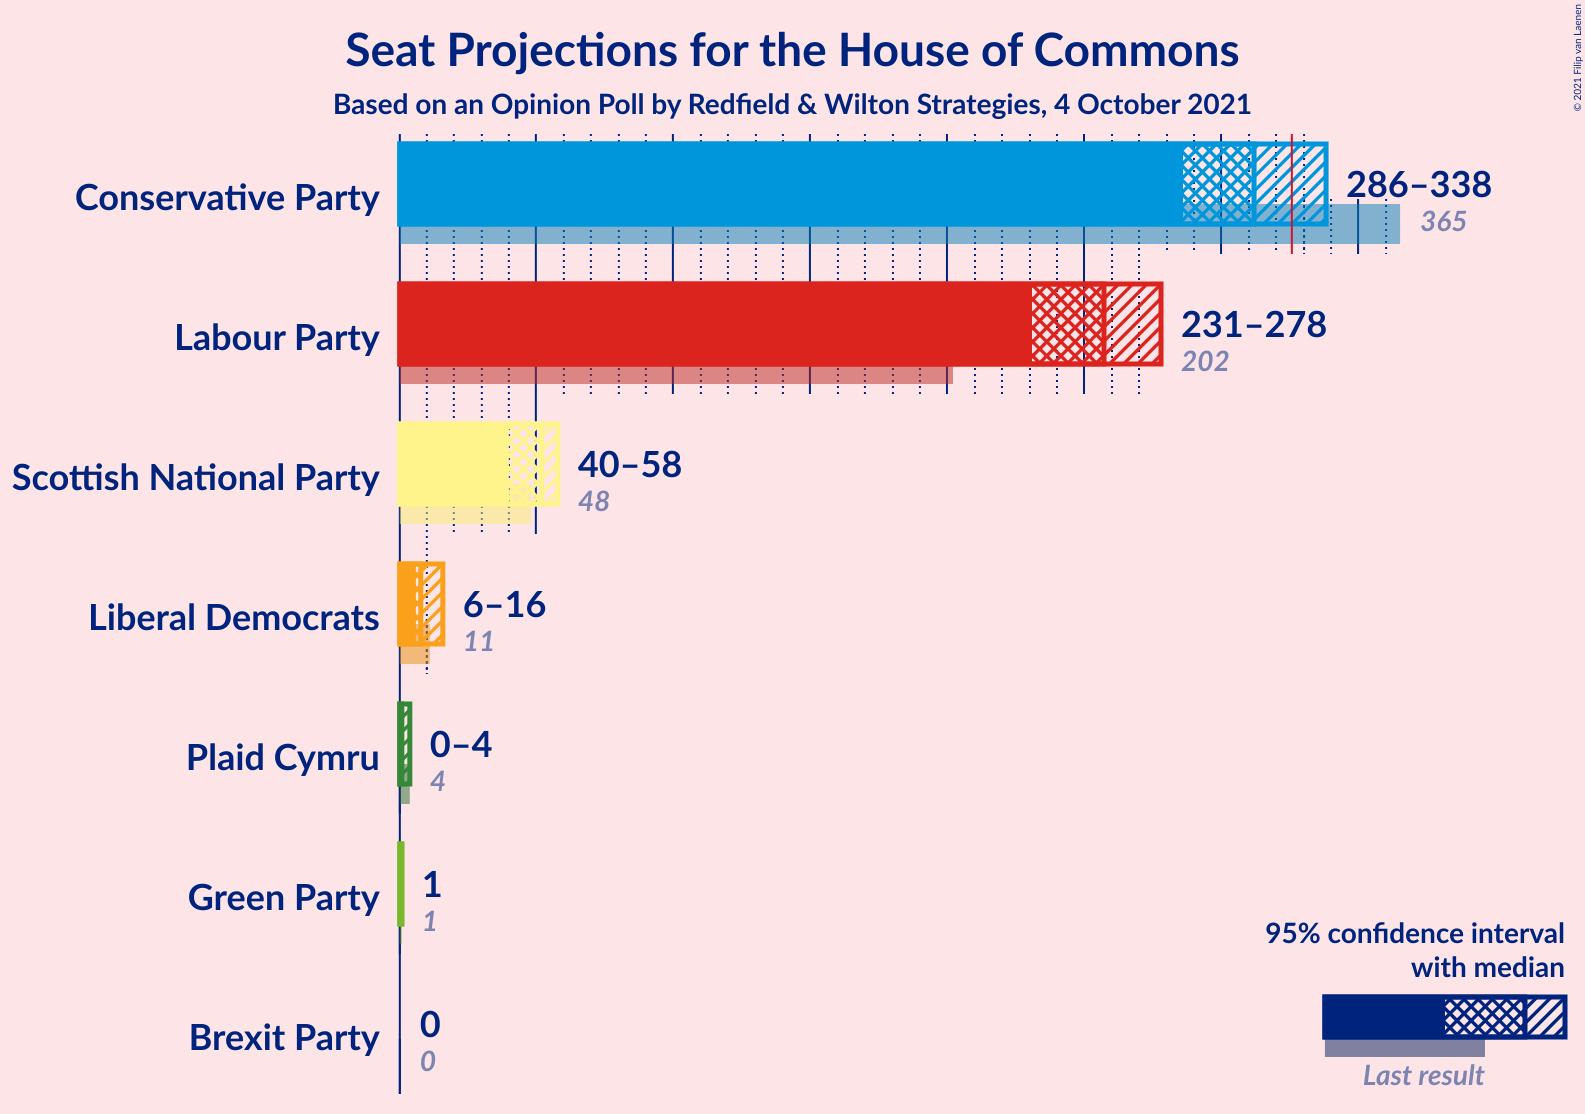 Seat Projections for the House of Commons
Based on an Opinion Poll by Redfield & Wilton Strategies, 4 October 2021
© 2021 Filip van Laenen
Conservative Party
286–338
365
Labour Party
231–278
202
Scottish National Party
40–58
48
Liberal Democrats
6–16
11
Plaid Cymru
0–4
4
Green Party
1
1
Brexit Party
0
0
95% confidence interval
with median
Last result